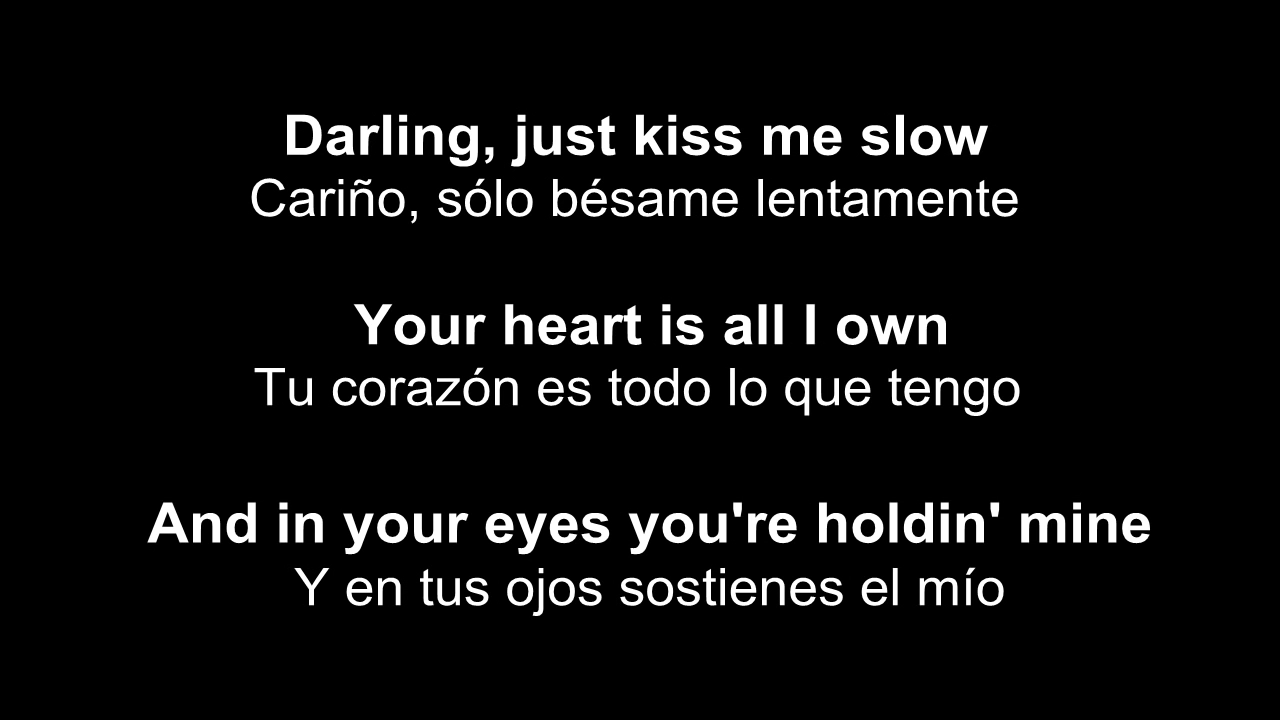 Darling, just kiss me slow
Cariño, sólo bésame lentamente
Your heart is all I own
Tu corazón es todo lo que tengo
And in your eyes you're holdin' mine
Y en tus ojos sostienes el mío